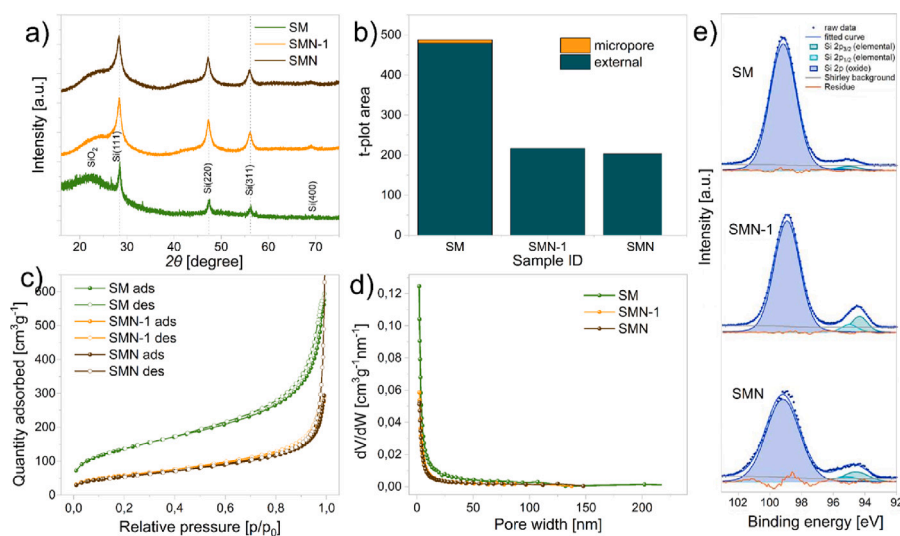 a)
SM
SMN-1
SMN
Intensity [a.u.]
SiO2
Si(111)
Si(220)
Si(311)
Si(400)
20 30 40 50 60 70
2θ [degree]
b)
micropore
external
t-plot area
500
400
300
200
100
0
SM SMN-1 SMN
Sample ID
c)
SM ads
SM des
SMN-1 ads
SMN-1 des
SMN ads
SMN des
Quantity adsorbed [cm³g⁻¹]
600
500
400
300
200
100
0
0,0 0,2 0,4 0,6 0,8 1,0
Relative pressure [p/p₀]
d)
SM
SMN-1
SMN
dV/dW [cm³g⁻¹nm⁻¹]
0,12
0,09
0,06
0,03
0,00
0 50 100 150 200
Pore width [nm]
e)
raw data
fitted curve
Si 2p3/2 (elemental)
Si 2p1/2 (elemental)
Si 2p (oxide)
Shirley background
Residue
SM
SMN-1
SMN
Intensity [a.u.]
102 100 98 96 94 92
Binding energy [eV]